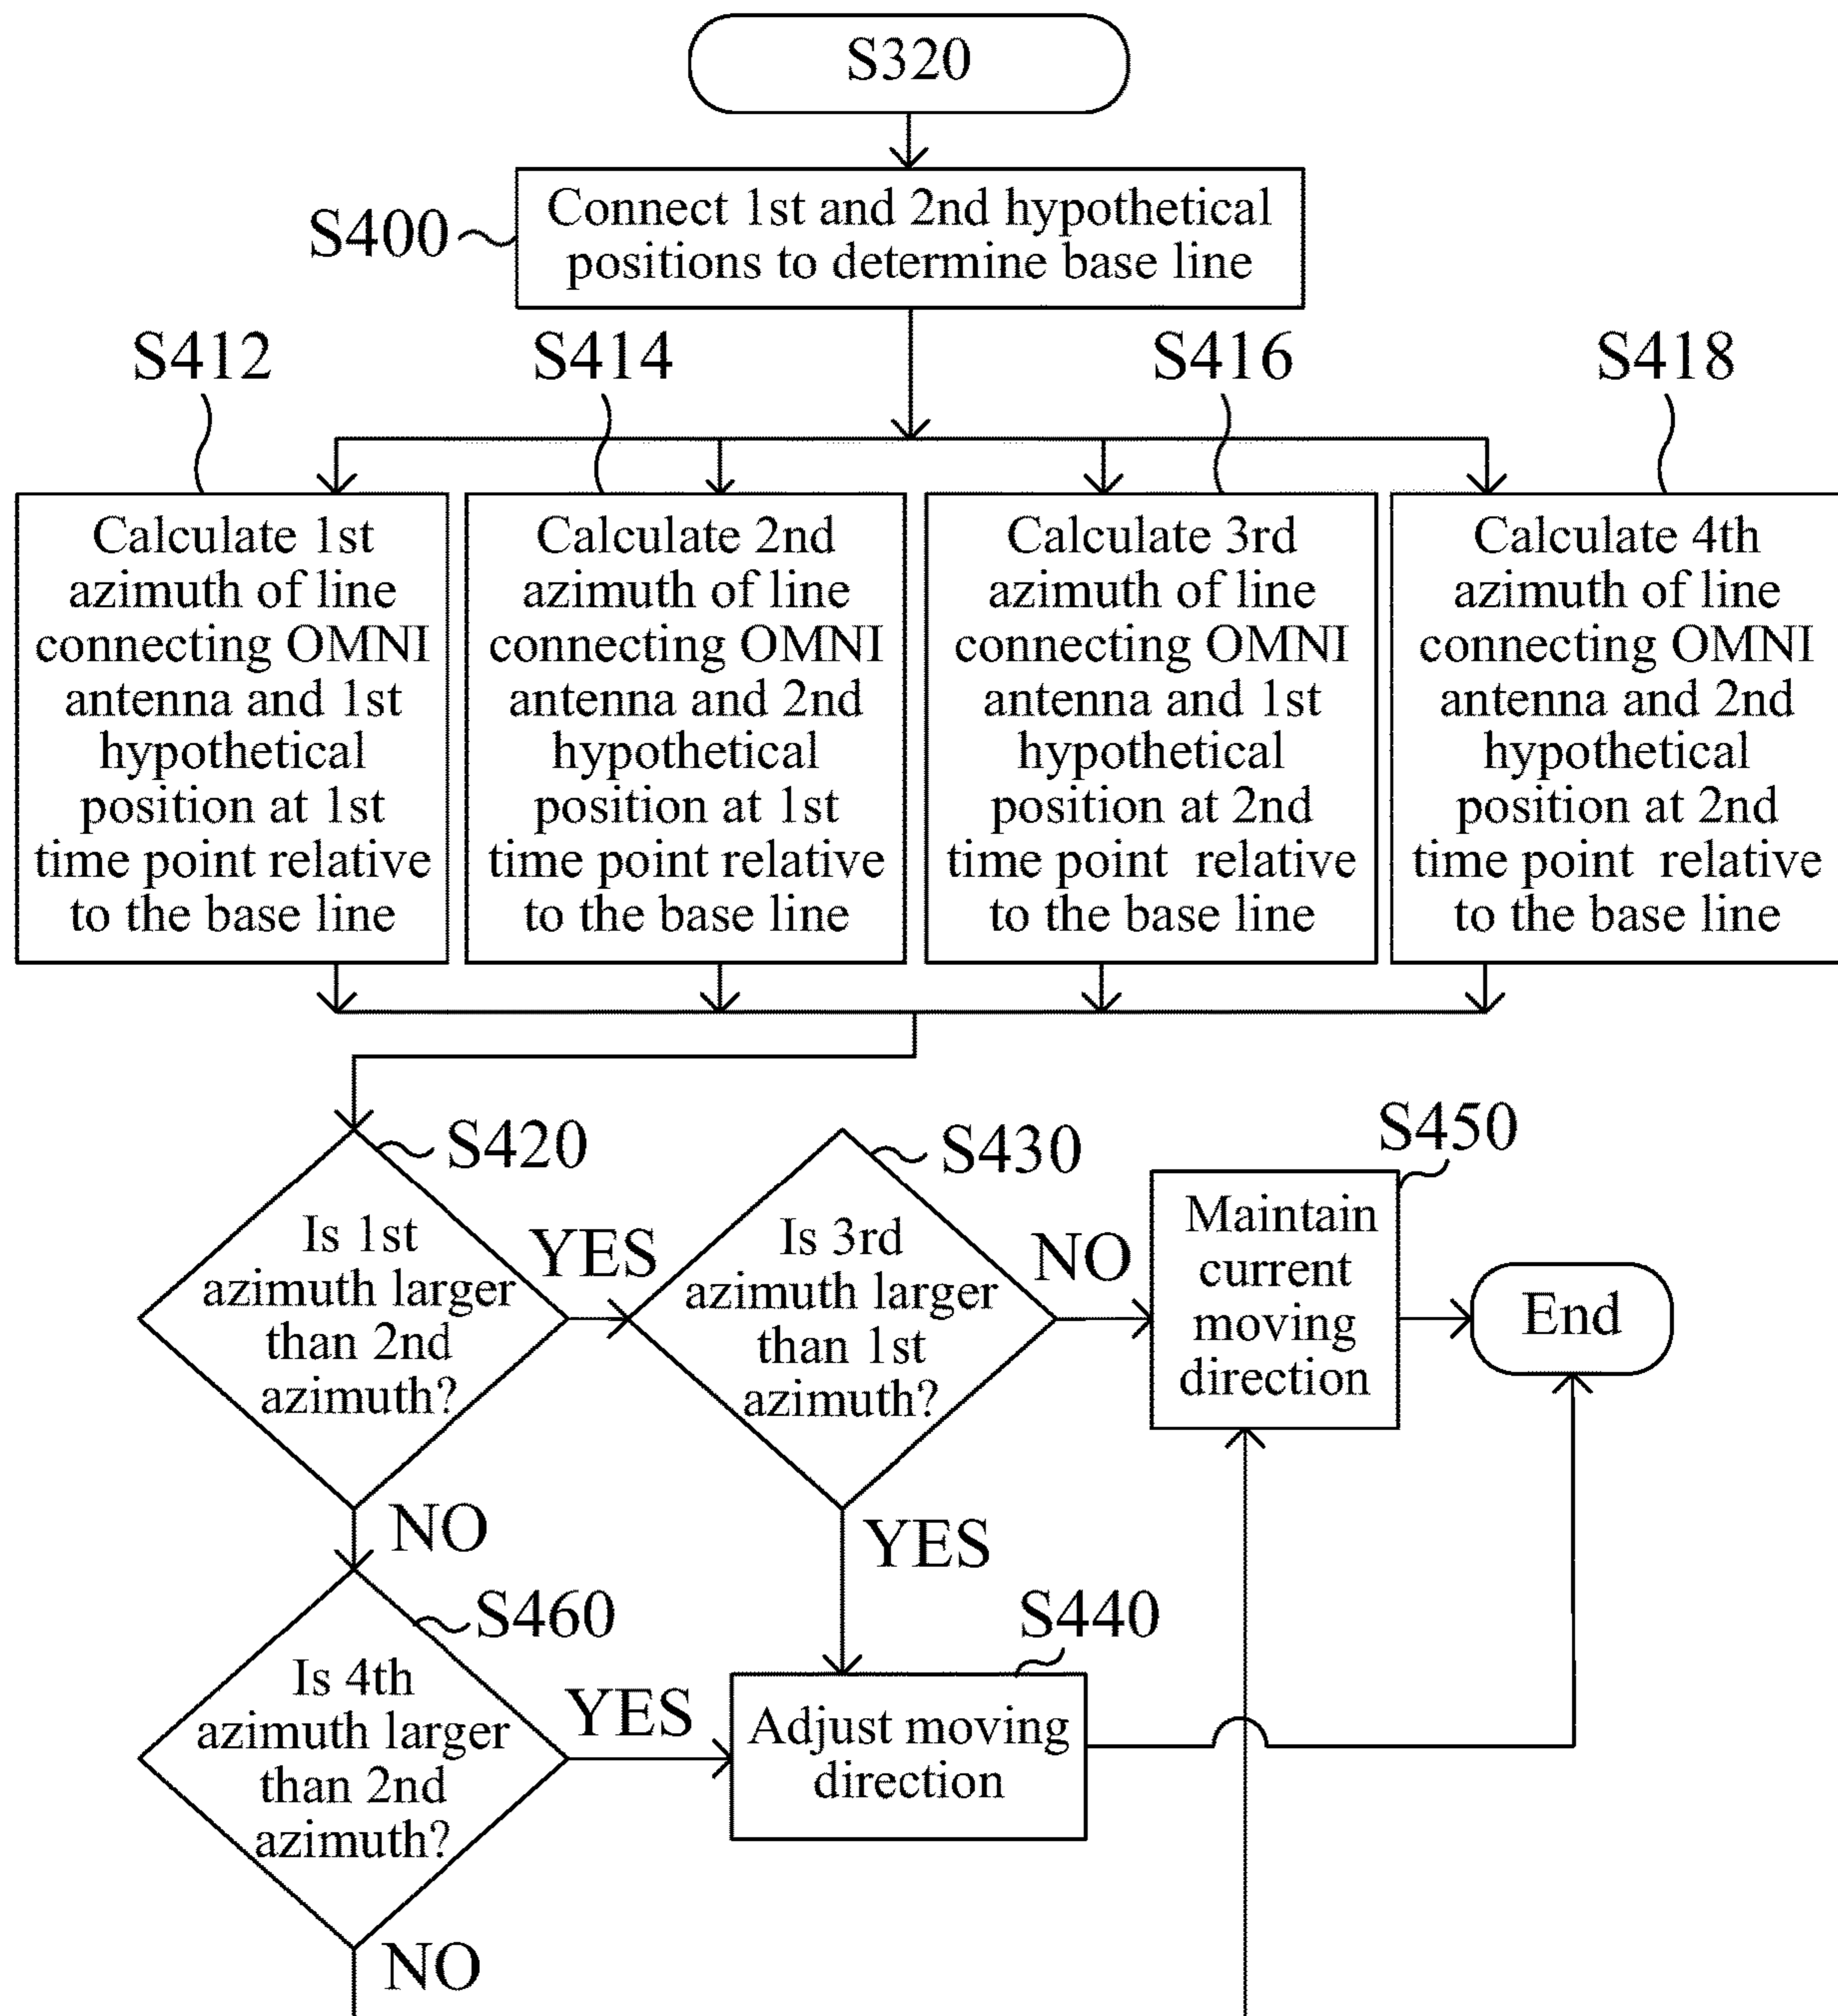 S320
S400
Connect 1st and 2nd hypothetical
positions to determine base line
S412
S414
S416
S418
Calculate 1st
azimuth of line
connecting OMNI
antenna and 1st
hypothetical
position at 1st
time point relative
to the base line
Calculate 2nd
azimuth of line
connecting OMNI
antenna and 2nd
hypothetical
position at 1st
time point relative
to the base line
Calculate 3rd
azimuth of line
connecting OMNI
antenna and 1st
hypothetical
position at 2nd
time point relative
to the base line
Calculate 4th
azimuth of line
connecting OMNI
antenna and 2nd
hypothetical
position at 2nd
time point relative
to the base line
S420
Is 1st
azimuth larger
than 2nd
azimuth?
YES
NO
S430
Is 3rd
azimuth larger
than 1st
azimuth?
NO
YES
S450
Maintain
current
moving
direction
End
S460
Is 4th
azimuth larger
than 2nd
azimuth?
YES
NO
S440
Adjust moving
direction